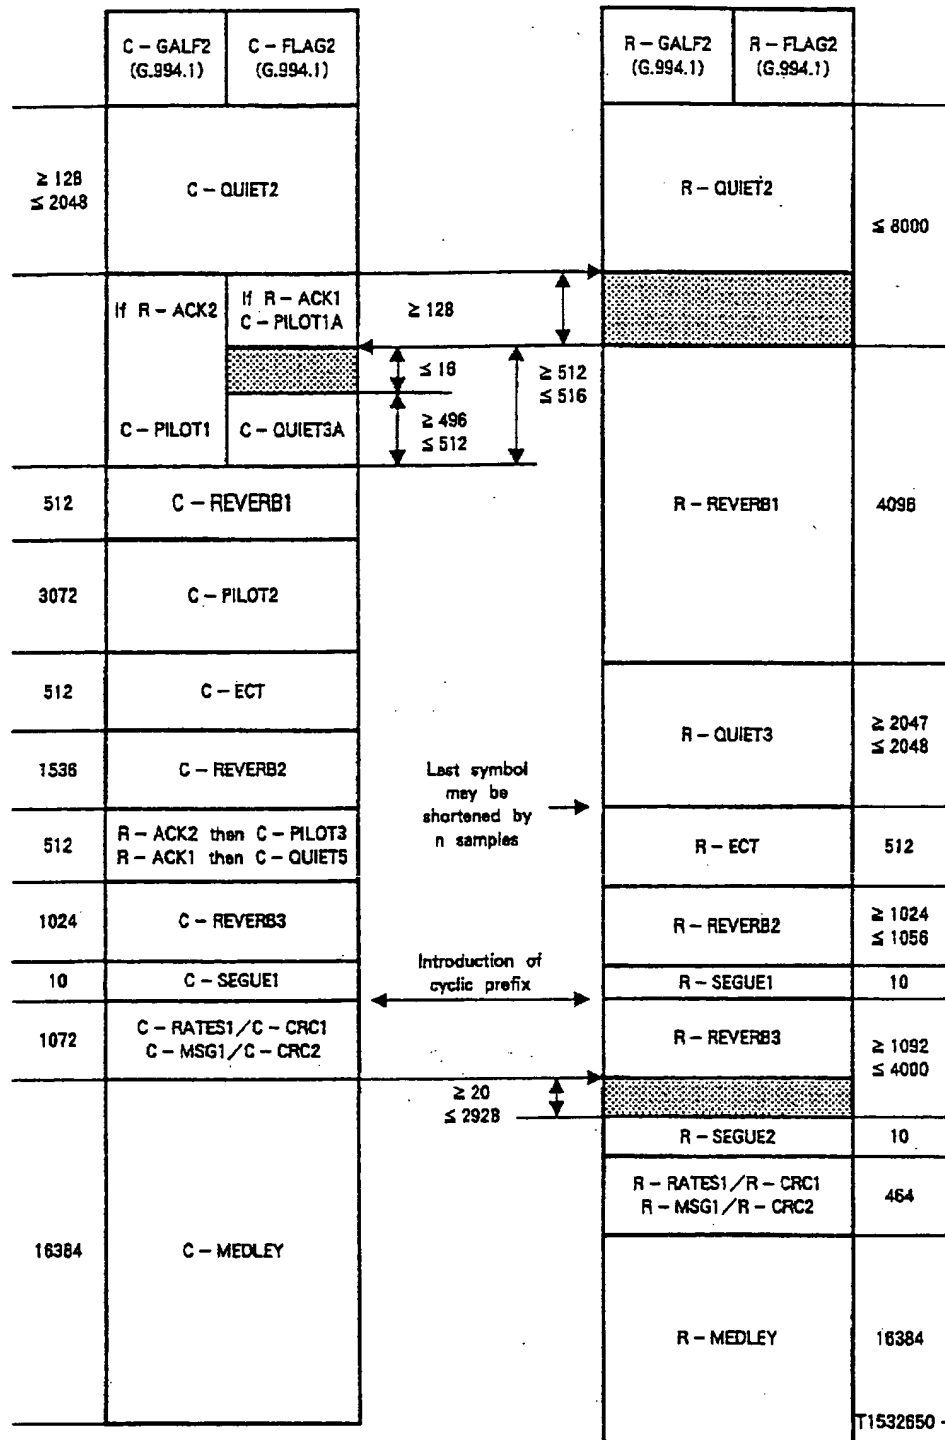 C – GALF2
(G.994.1)
C – FLAG2
(G.994.1)
R – GALF2
(G.994.1)
R – FLAG2
(G.994.1)
≥ 128
≤ 2048
C – QUIET2
R – QUIET2
≤ 8000
If R – ACK2
If R – ACK1
C – PILOT1A
≥ 128
≤ 16
≥ 512
≤ 516
C – PILOT1
C – QUIET3A
≥ 496
≤ 512
512
C – REVERB1
R – REVERB1
4096
3072
C – PILOT2
512
C – ECT
R – QUIET3
≥ 2047
≤ 2048
1536
C – REVERB2
Last symbol
may be
shortened by
n samples
512
R – ACK2 then C – PILOT3
R – ACK1 then C – QUIET5
R – ECT
512
1024
C – REVERB3
R – REVERB2
≥ 1024
≤ 1056
10
C – SEGUE1
Introduction of
cyclic prefix
R – SEGUE1
10
1072
C – RATES1/C – CRC1
C – MSG1/C – CRC2
R – REVERB3
≥ 1092
≤ 4000
≥ 20
≤ 2928
R – SEGUE2
10
R – RATES1/R – CRC1
R – MSG1/R – CRC2
464
16384
C – MEDLEY
R – MEDLEY
16384
T1532650 -